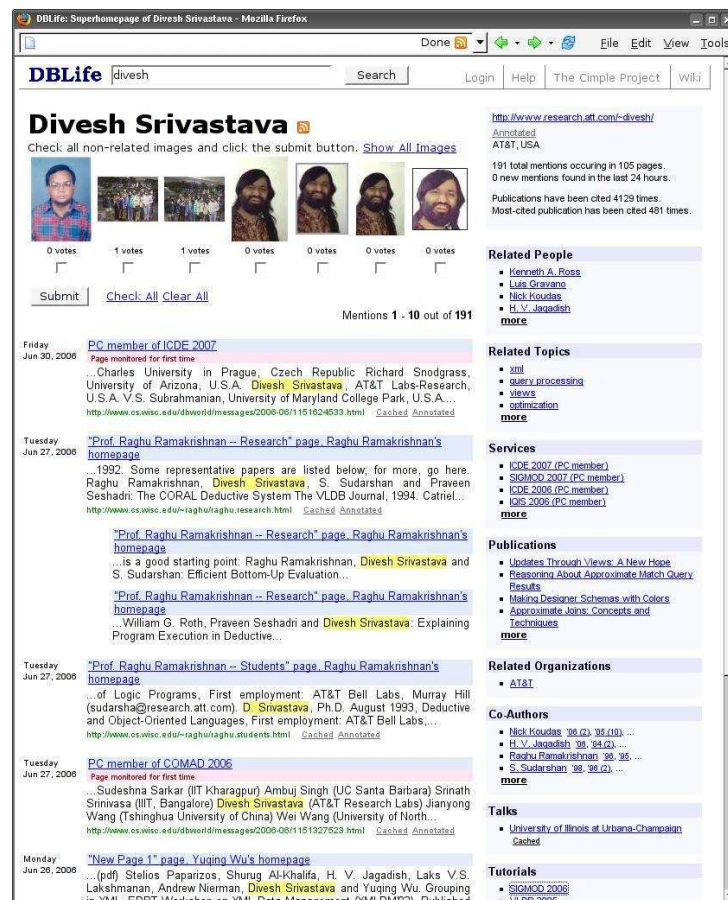 DBLife: Superhomepage of Divesh Srivastava - Mozilla Firefox
Done File Edit View Tools
DBLife divesh Search Login Help The Cimple Project Wiki
Divesh Srivastava
Check all non-related images and click the submit button. Show All Images
0 votes 1 votes 1 votes 0 votes 0 votes 0 votes 0 votes
Submit Check All Clear All
Mentions 1 - 10 out of 191
Friday
Jun 30, 2006
PC member of ICDE 2007
Page monitored for first time
...Charles University in Prague, Czech Republic Richard Snodgrass,
University of Arizona, U.S.A. Divesh Srivastava, AT&T Labs-Research,
U.S.A. V.S. Subrahmanian, University of Maryland College Park, U.S.A....
http://www.cs.wisc.edu/dbworld/messages/2006-06/1151624533.html Cached Annotated
Tuesday
Jun 27, 2006
"Prof. Raghu Ramakrishnan -- Research" page, Raghu Ramakrishnan's
homepage
...1992. Some representative papers are listed below; for more, go here.
Raghu Ramakrishnan, Divesh Srivastava, S. Sudarshan and Praveen
Seshadri: The CORAL Deductive System The VLDB Journal, 1994. Catriel...
http://www.cs.wisc.edu/~raghu/raghu.research.html Cached Annotated
"Prof. Raghu Ramakrishnan -- Research" page, Raghu Ramakrishnan's
homepage
...is a good starting point: Raghu Ramakrishnan, Divesh Srivastava and
S. Sudarshan: Efficient Bottom-Up Evaluation...
"Prof. Raghu Ramakrishnan -- Research" page, Raghu Ramakrishnan's
homepage
...William G. Roth, Praveen Seshadri and Divesh Srivastava: Explaining
Program Execution in Deductive...
Tuesday
Jun 27, 2006
"Prof. Raghu Ramakrishnan -- Students" page, Raghu Ramakrishnan's
homepage
...of Logic Programs, First employment: AT&T Bell Labs, Murray Hill
(sudarsha@research.att.com). D. Srivastava, Ph.D. August 1993, Deductive
and Object-Oriented Languages, First employment: AT&T Bell Labs,...
http://www.cs.wisc.edu/~raghu/raghu.students.html Cached Annotated
Tuesday
Jun 27, 2006
PC member of COMAD 2006
Page monitored for first time
...Sudeshna Sarkar (IIT Kharagpur) Ambuj Singh (UC Santa Barbara) Srinath
Srinivasa (IIIT, Bangalore) Divesh Srivastava (AT&T Research Labs) Jianyong
Wang (Tshinghua University of China) Wei Wang (University of North...
http://www.cs.wisc.edu/dbworld/messages/2006-06/1151327523.html Cached Annotated
Monday
Jun 26, 2006
"New Page 1" page, Yuqing Wu's homepage
...(pdf) Stelios Paparizos, Shurug Al-Khalifa, H. V. Jagadish, Laks V.S.
Lakshmanan, Andrew Nierman, Divesh Srivastava and Yuqing Wu. Grouping
in XML. EDBT Workshop on XML Data Management (XMLDM'02). Published
http://www.research.att.com/~divesh/
Annotated
AT&T, USA
191 total mentions occuring in 105 pages.
0 new mentions found in the last 24 hours.
Publications have been cited 4129 times.
Most-cited publication has been cited 481 times.
Related People
Kenneth A. Ross
Luis Gravano
Nick Koudas
H. V. Jagadish
more
Related Topics
xml
query processing
views
optimization
more
Services
ICDE 2007 (PC member)
SIGMOD 2007 (PC member)
ICDE 2006 (PC member)
IQIS 2006 (PC member)
more
Publications
Updates Through Views: A New Hope
Reasoning About Approximate Match Query
Results
Making Designer Schemas with Colors
Approximate Joins: Concepts and
Techniques
more
Related Organizations
AT&T
Co-Authors
Nick Koudas '06 (2), '05 (10), ...
H. V. Jagadish '06, '04 (2), ...
Raghu Ramakrishnan '96, '95, ...
S. Sudarshan '98, '96 (2), ...
more
Talks
University of Illinois at Urbana-Champaign
Cached
Tutorials
SIGMOD 2006
VLDB 2005